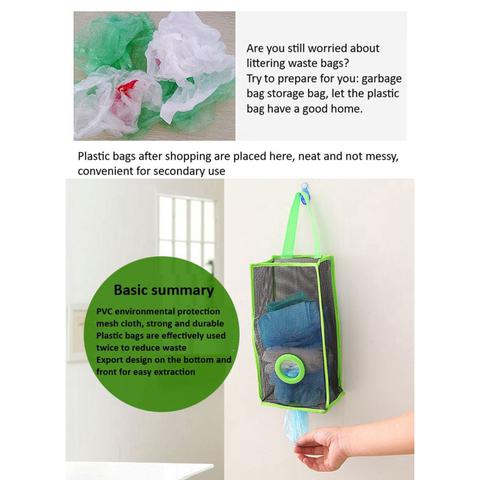 Are you still worried about
littering waste bags?
Try to prepare for you: garbage
bag storage bag, let the plastic
bag have a good home.
Plastic bags after shopping are placed here, neat and not messy,
convenient for secondary use
Basic summary
PVC environmental protection
mesh cloth, strong and durable
Plastic bags are effectively used
twice to reduce waste
Export design on the bottom and
front for easy extraction